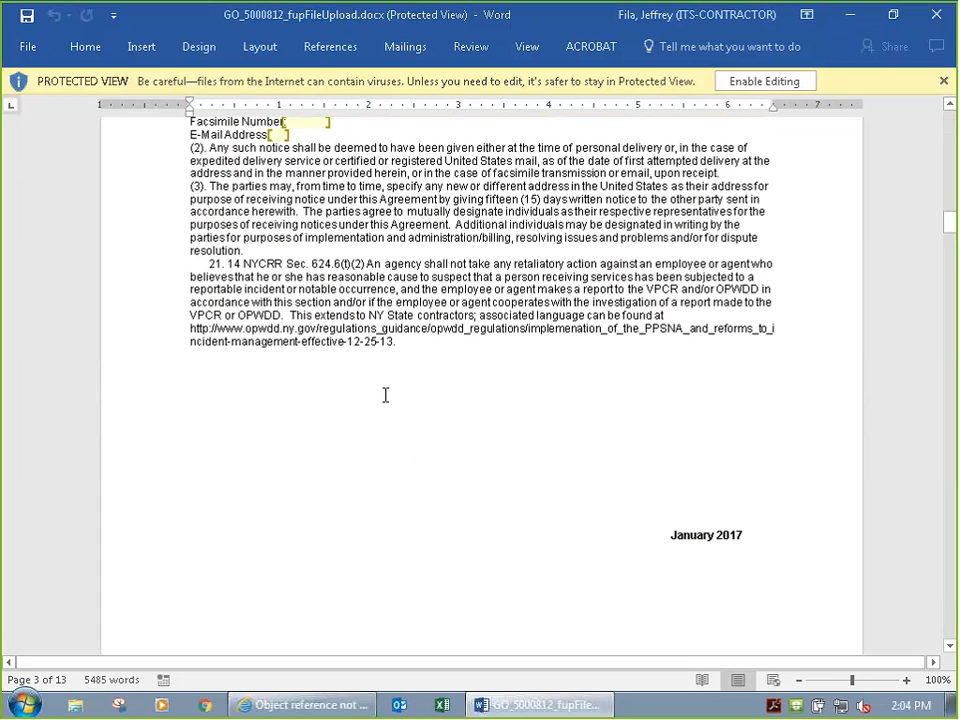 GO_5000812_fupFileUpload.docx (Protected View) - Word
Fila, Jeffrey (ITS-CONTRACTOR)
File Home Insert Design Layout References Mailings Review View ACROBAT Tell me what you want to do Share
PROTECTED VIEW Be careful—files from the Internet can contain viruses. Unless you need to edit, it's safer to stay in Protected View. Enable Editing
1 1 2 3 4 5 6 7
Facsimile Number[ ]
E-Mail Address[ ]
(2). Any such notice shall be deemed to have been given either at the time of personal delivery or, in the case of
expedited delivery service or certified or registered United States mail, as of the date of first attempted delivery at the
address and in the manner provided herein, or in the case of facsimile transmission or email, upon receipt.
(3). The parties may, from time to time, specify any new or different address in the United States as their address for
purpose of receiving notice under this Agreement by giving fifteen (15) days written notice to the other party sent in
accordance herewith. The parties agree to mutually designate individuals as their respective representatives for the
purposes of receiving notices under this Agreement. Additional individuals may be designated in writing by the
parties for purposes of implementation and administration/billing, resolving issues and problems and/or for dispute
resolution.
21. 14 NYCRR Sec. 624.6(t)(2) An agency shall not take any retaliatory action against an employee or agent who
believes that he or she has reasonable cause to suspect that a person receiving services has been subjected to a
reportable incident or notable occurrence, and the employee or agent makes a report to the VPCR and/or OPWDD in
accordance with this section and/or if the employee or agent cooperates with the investigation of a report made to the
VPCR or OPWDD. This extends to NY State contractors; associated language can be found at
http://www.opwdd.ny.gov/regulations_guidance/opwdd_regulations/implemenation_of_the_PPSNA_and_reforms_to_i
ncident-management-effective-12-25-13.
January 2017
Page 3 of 13 5485 words 100%
Object reference not ... GO_5000812_fupFile... 2:04 PM